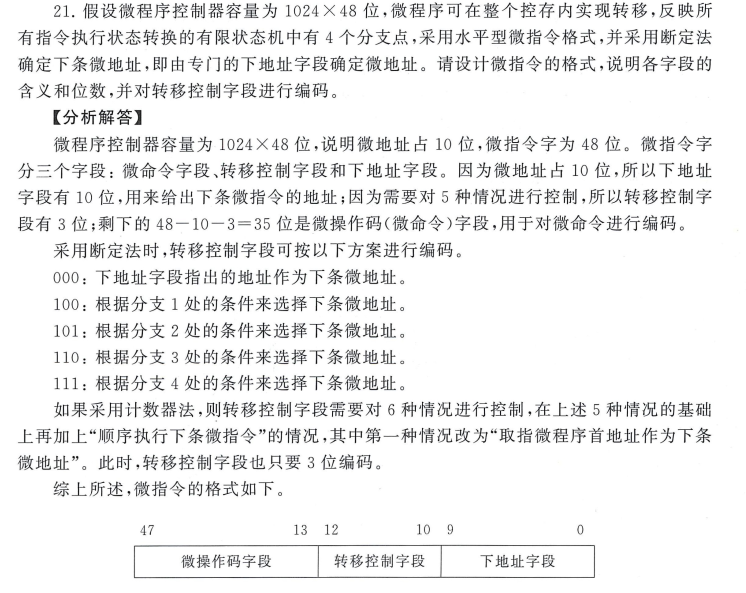 21. 假设微程序控制器容量为 1024×48 位,微程序可在整个控存内实现转移,反映所
有指令执行状态转换的有限状态机中有 4 个分支点,采用水平型微指令格式,并采用断定法
确定下条微地址,即由专门的下地址字段确定微地址。请设计微指令的格式,说明各字段的
含义和位数,并对转移控制字段进行编码。
【分析解答】
微程序控制器容量为 1024×48 位,说明微地址占 10 位,微指令字为 48 位。微指令字
分三个字段:微命令字段、转移控制字段和下地址字段。因为微地址占 10 位,所以下地址
字段有 10 位,用来给出下条微指令的地址;因为需要对 5 种情况进行控制,所以转移控制字
段有 3 位;剩下的 48-10-3=35 位是微操作码(微命令)字段,用于对微命令进行编码。
采用断定法时,转移控制字段可按以下方案进行编码。
000:下地址字段指出的地址作为下条微地址。
100:根据分支 1 处的条件来选择下条微地址。
101:根据分支 2 处的条件来选择下条微地址。
110:根据分支 3 处的条件来选择下条微地址。
111:根据分支 4 处的条件来选择下条微地址。
如果采用计数器法,则转移控制字段需要对 6 种情况进行控制,在上述 5 种情况的基础
上再加上“顺序执行下条微指令”的情况,其中第一种情况改为“取指微程序首地址作为下条
微地址”。此时,转移控制字段也只要 3 位编码。
综上所述,微指令的格式如下。
47 13 12 10 9 0
微操作码字段 转移控制字段 下地址字段